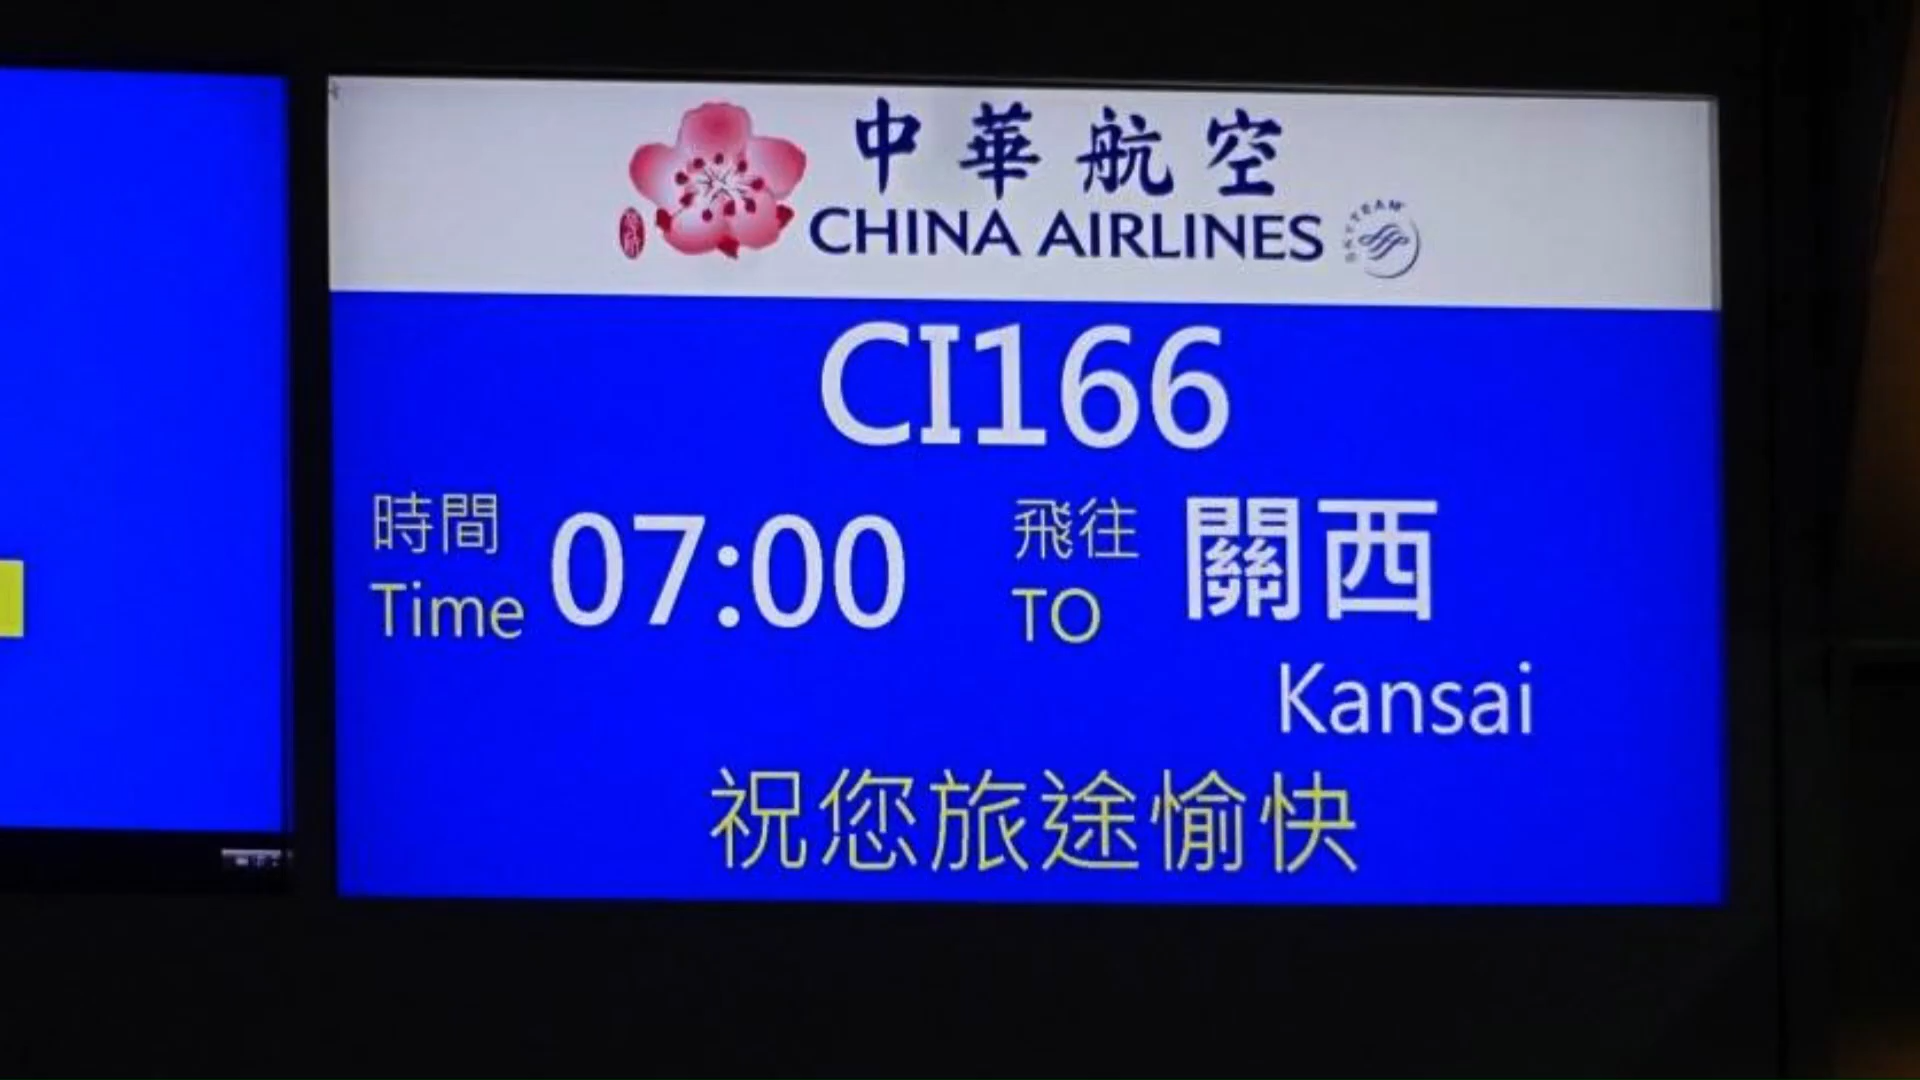 中華航空
CHINA AIRLINES
SKYTEAM
CI166
時間 07:00 飛往 關西
Time TO
Kansai
祝您旅途愉快